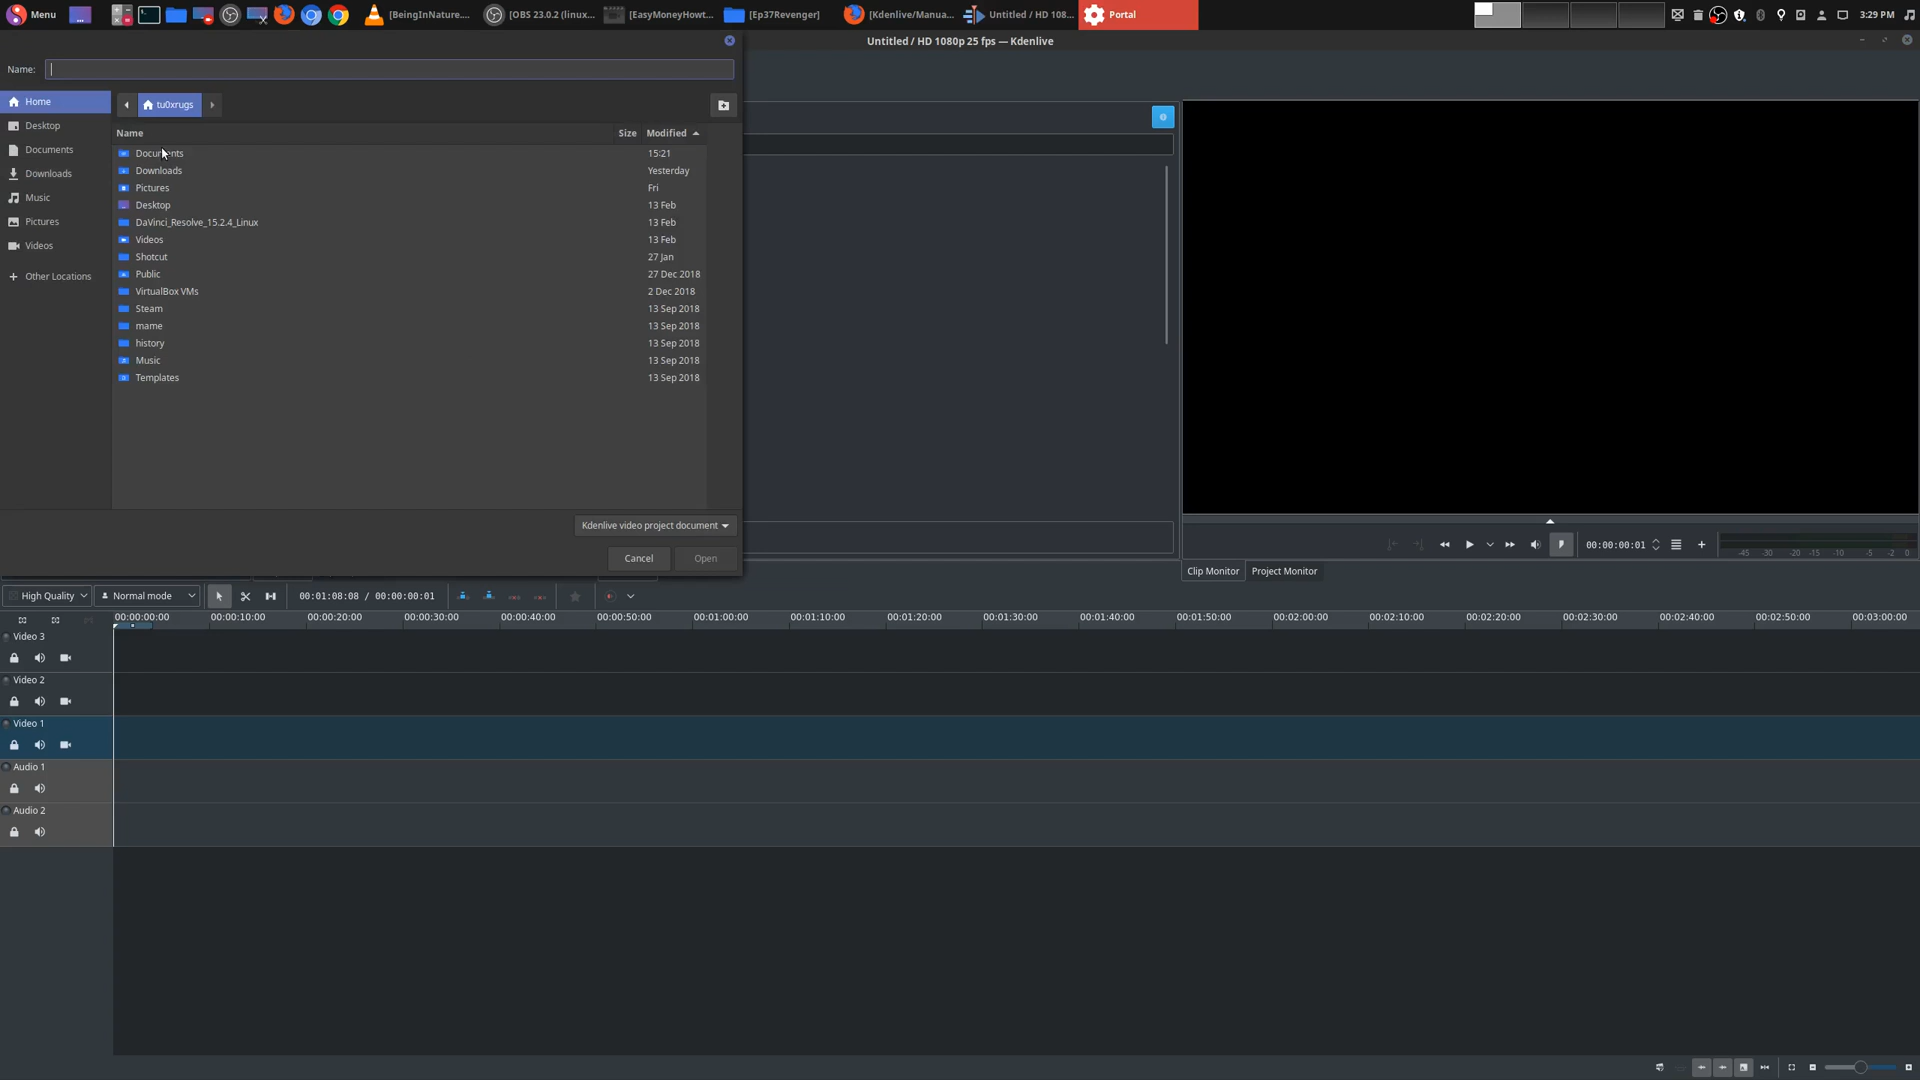 Menu [BeingInNature.... [OBS 23.0.2 (linux... [EasyMoneyHowt... [Ep37Revenger] [Kdenlive/Manua... Untitled / HD 108... Portal 3:29 PM
Untitled / HD 1080p 25 fps — Kdenlive
Name:
Home
tu0xrugs
Desktop
Documents
Downloads
Music
Pictures
Videos
Other Locations
Name Size Modified
Documents 15:21
Downloads Yesterday
Pictures Fri
Desktop 13 Feb
DaVinci_Resolve_15.2.4_Linux 13 Feb
Videos 13 Feb
Shotcut 27 Jan
Public 27 Dec 2018
VirtualBox VMs 2 Dec 2018
Steam 13 Sep 2018
mame 13 Sep 2018
history 13 Sep 2018
Music 13 Sep 2018
Templates 13 Sep 2018
Kdenlive video project document
Cancel Open
00:00:00:01
-45 -30 -20 -15 -10 -5 -2 0
Clip Monitor Project Monitor
High Quality Normal mode 00:01:08:08 / 00:00:00:01
00:00:00:00 00:00:10:00 00:00:20:00 00:00:30:00 00:00:40:00 00:00:50:00 00:01:00:00 00:01:10:00 00:01:20:00 00:01:30:00 00:01:40:00 00:01:50:00 00:02:00:00 00:02:10:00 00:02:20:00 00:02:30:00 00:02:40:00 00:02:50:00 00:03:00:00
Video 3
Video 2
Video 1
Audio 1
Audio 2